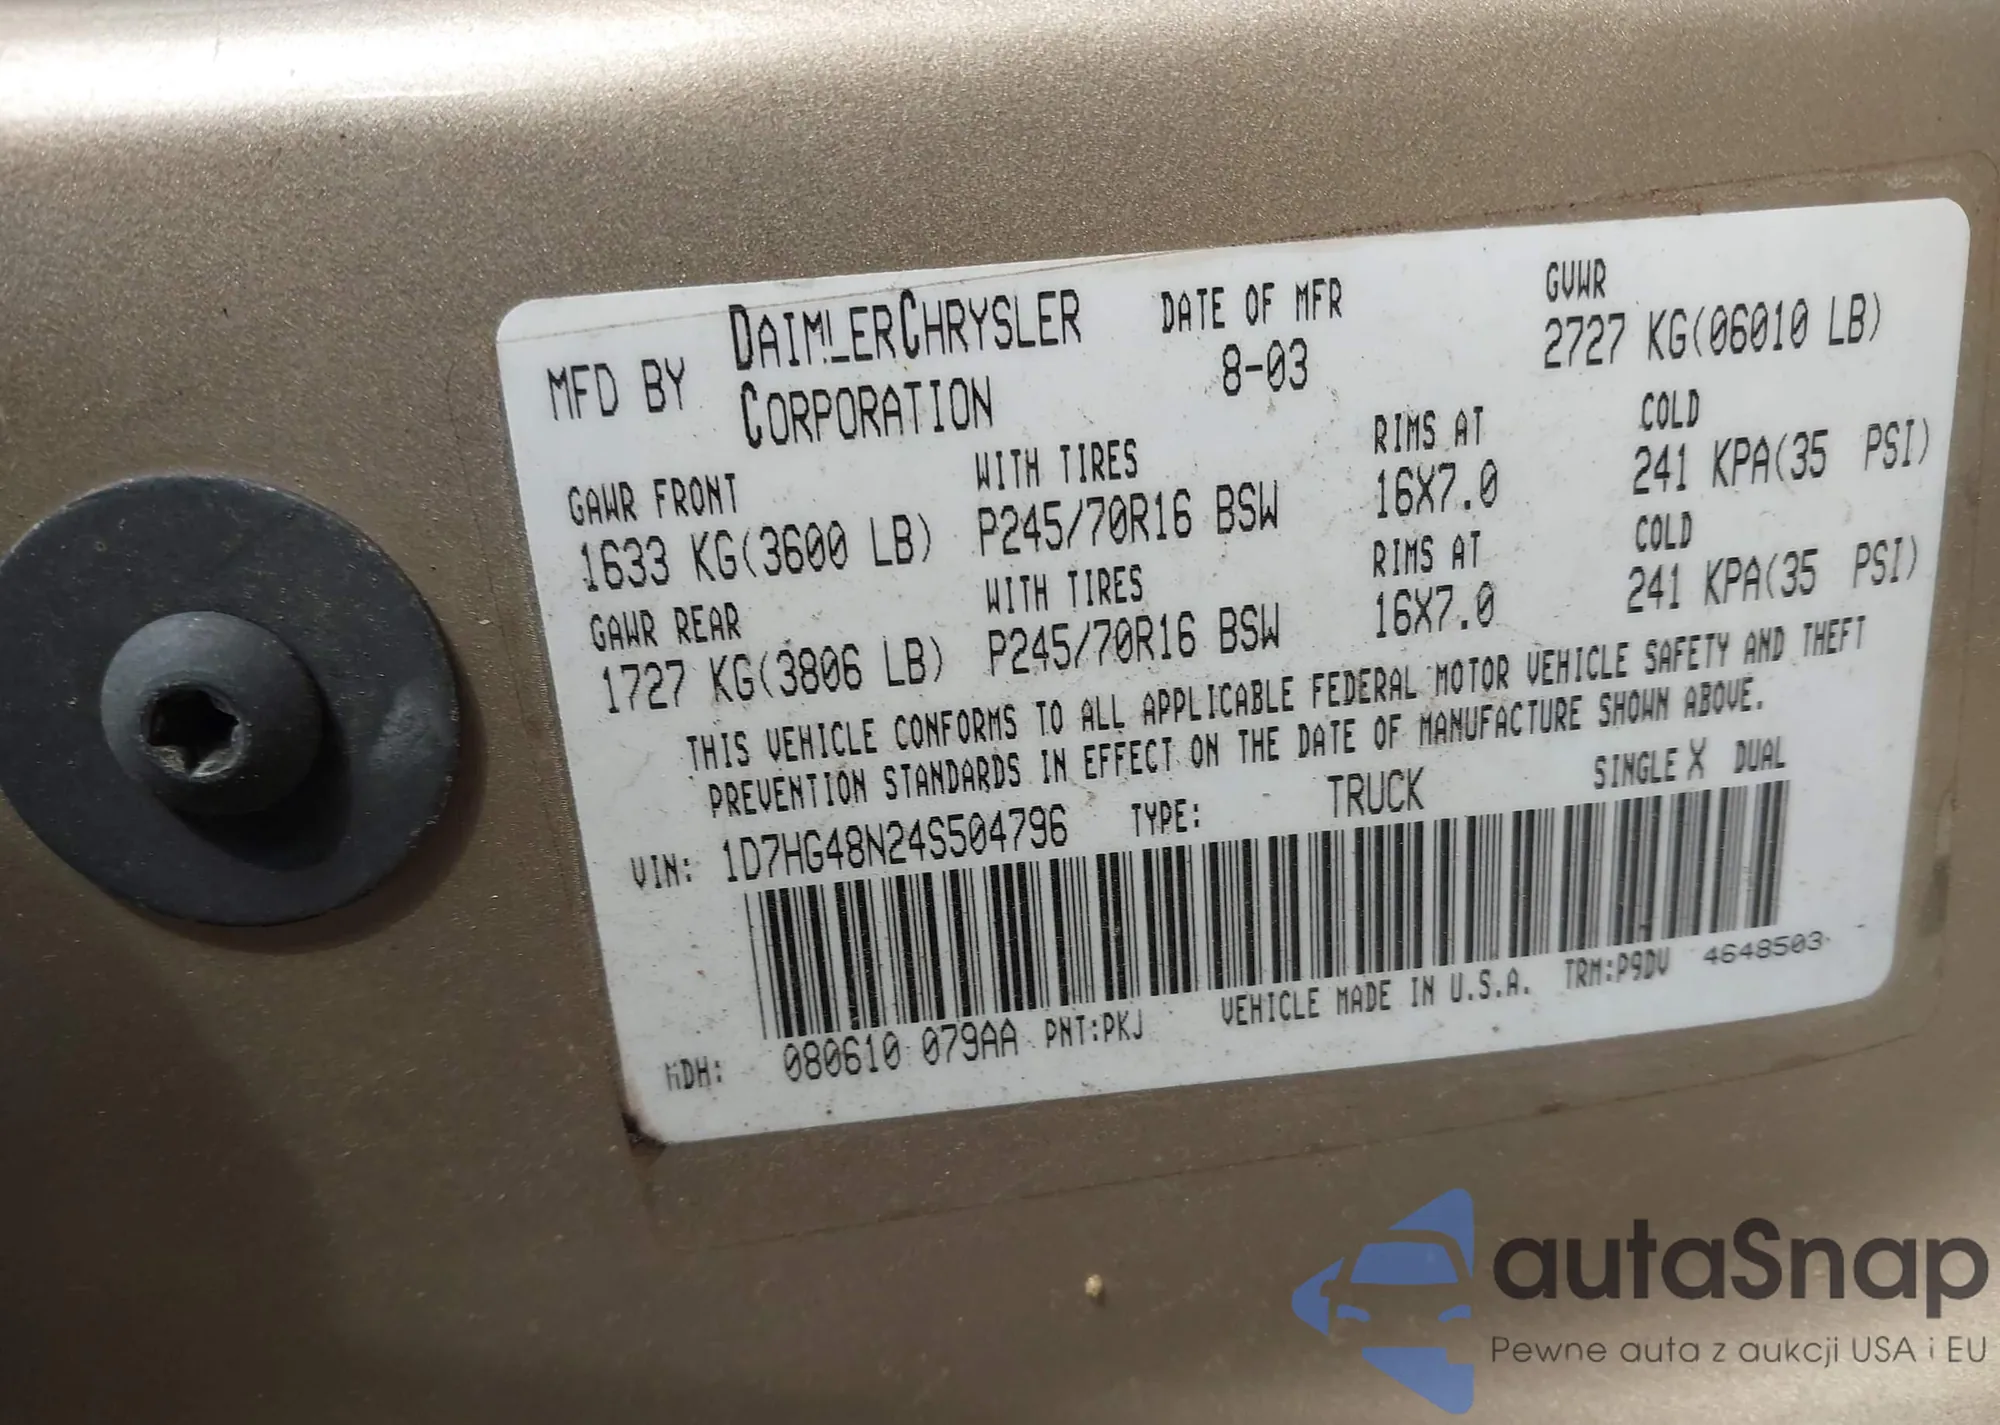 MFD BY DAIMLERCHRYSLER CORPORATION
DATE OF MFR
8-03
GVWR
2727 KG(06010 LB)
GAWR FRONT WITH TIRES RIMS AT COLD
1633 KG(3600 LB) P245/70R16 BSW 16X7.0 241 KPA(35 PSI)
GAWR REAR WITH TIRES RIMS AT COLD
1727 KG(3806 LB) P245/70R16 BSW 16X7.0 241 KPA(35 PSI)
THIS VEHICLE CONFORMS TO ALL APPLICABLE FEDERAL MOTOR VEHICLE SAFETY AND THEFT
PREVENTION STANDARDS IN EFFECT ON THE DATE OF MANUFACTURE SHOWN ABOVE.
VIN: 1D7HG48N24S504796 TYPE: TRUCK SINGLE X DUAL
MDH: 080610 079AA PNT:PKJ VEHICLE MADE IN U.S.A. TRM:P9DV 4648503
autaSnap
Pewne auta z aukcji USA i EU